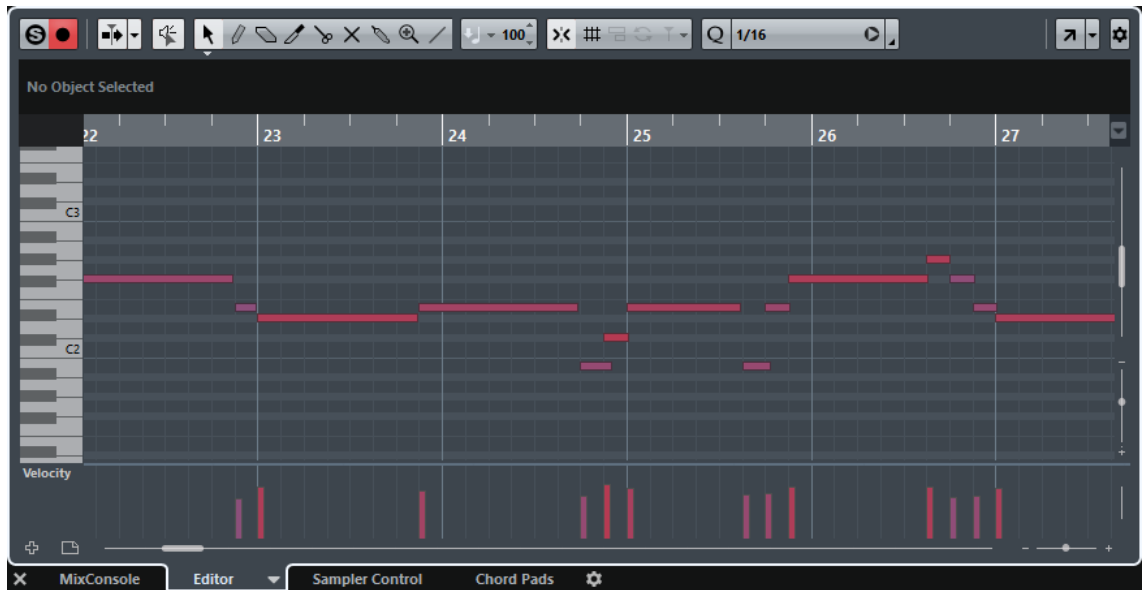 S
100
Q 1/16
No Object Selected
22 23 24 25 26 27
C3
C2
Velocity
MixConsole Editor Sampler Control Chord Pads